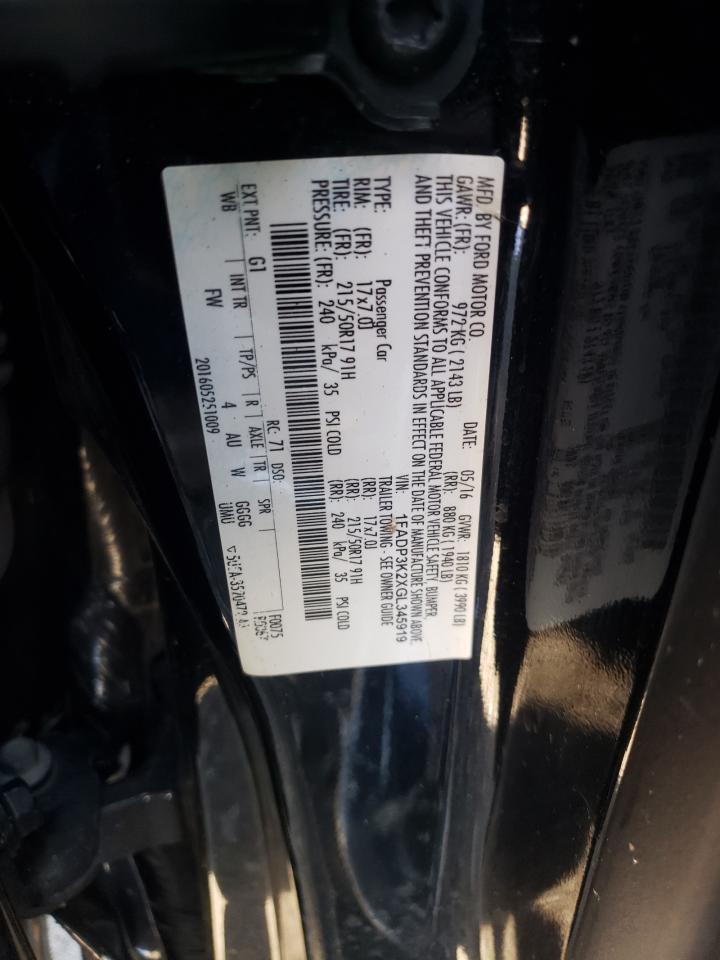 MFD. BY FORD MOTOR CO.
DATE: 05/16 GVWR: 1810 KG ( 3990 LB)
GAWR: (FR): 972 KG ( 2143 LB) (RR): 880 KG ( 1940 LB)
THIS VEHICLE CONFORMS TO ALL APPLICABLE FEDERAL MOTOR VEHICLE SAFETY, BUMPER,
AND THEFT PREVENTION STANDARDS IN EFFECT ON THE DATE OF MANUFACTURE SHOWN ABOVE.
VIN: 1FADP3K2XGL345919
TYPE: Passenger Car TRAILER TOWING - SEE OWNER GUIDE
RIM: (FR): 17x7.0J (RR): 17x7.0J
TIRE: (FR): 215/50R17 91H (RR): 215/50R17 91H
PRESSURE: (FR): 240 kPa/ 35 PSI COLD (RR): 240 kPa/ 35 PSI COLD
F0075
EXT PNT: G1 RC: 71 DSO:
WB INT TR TP/PS R AXLE TR SPR
FW 4 AU W GGGG
201605251009 UMU